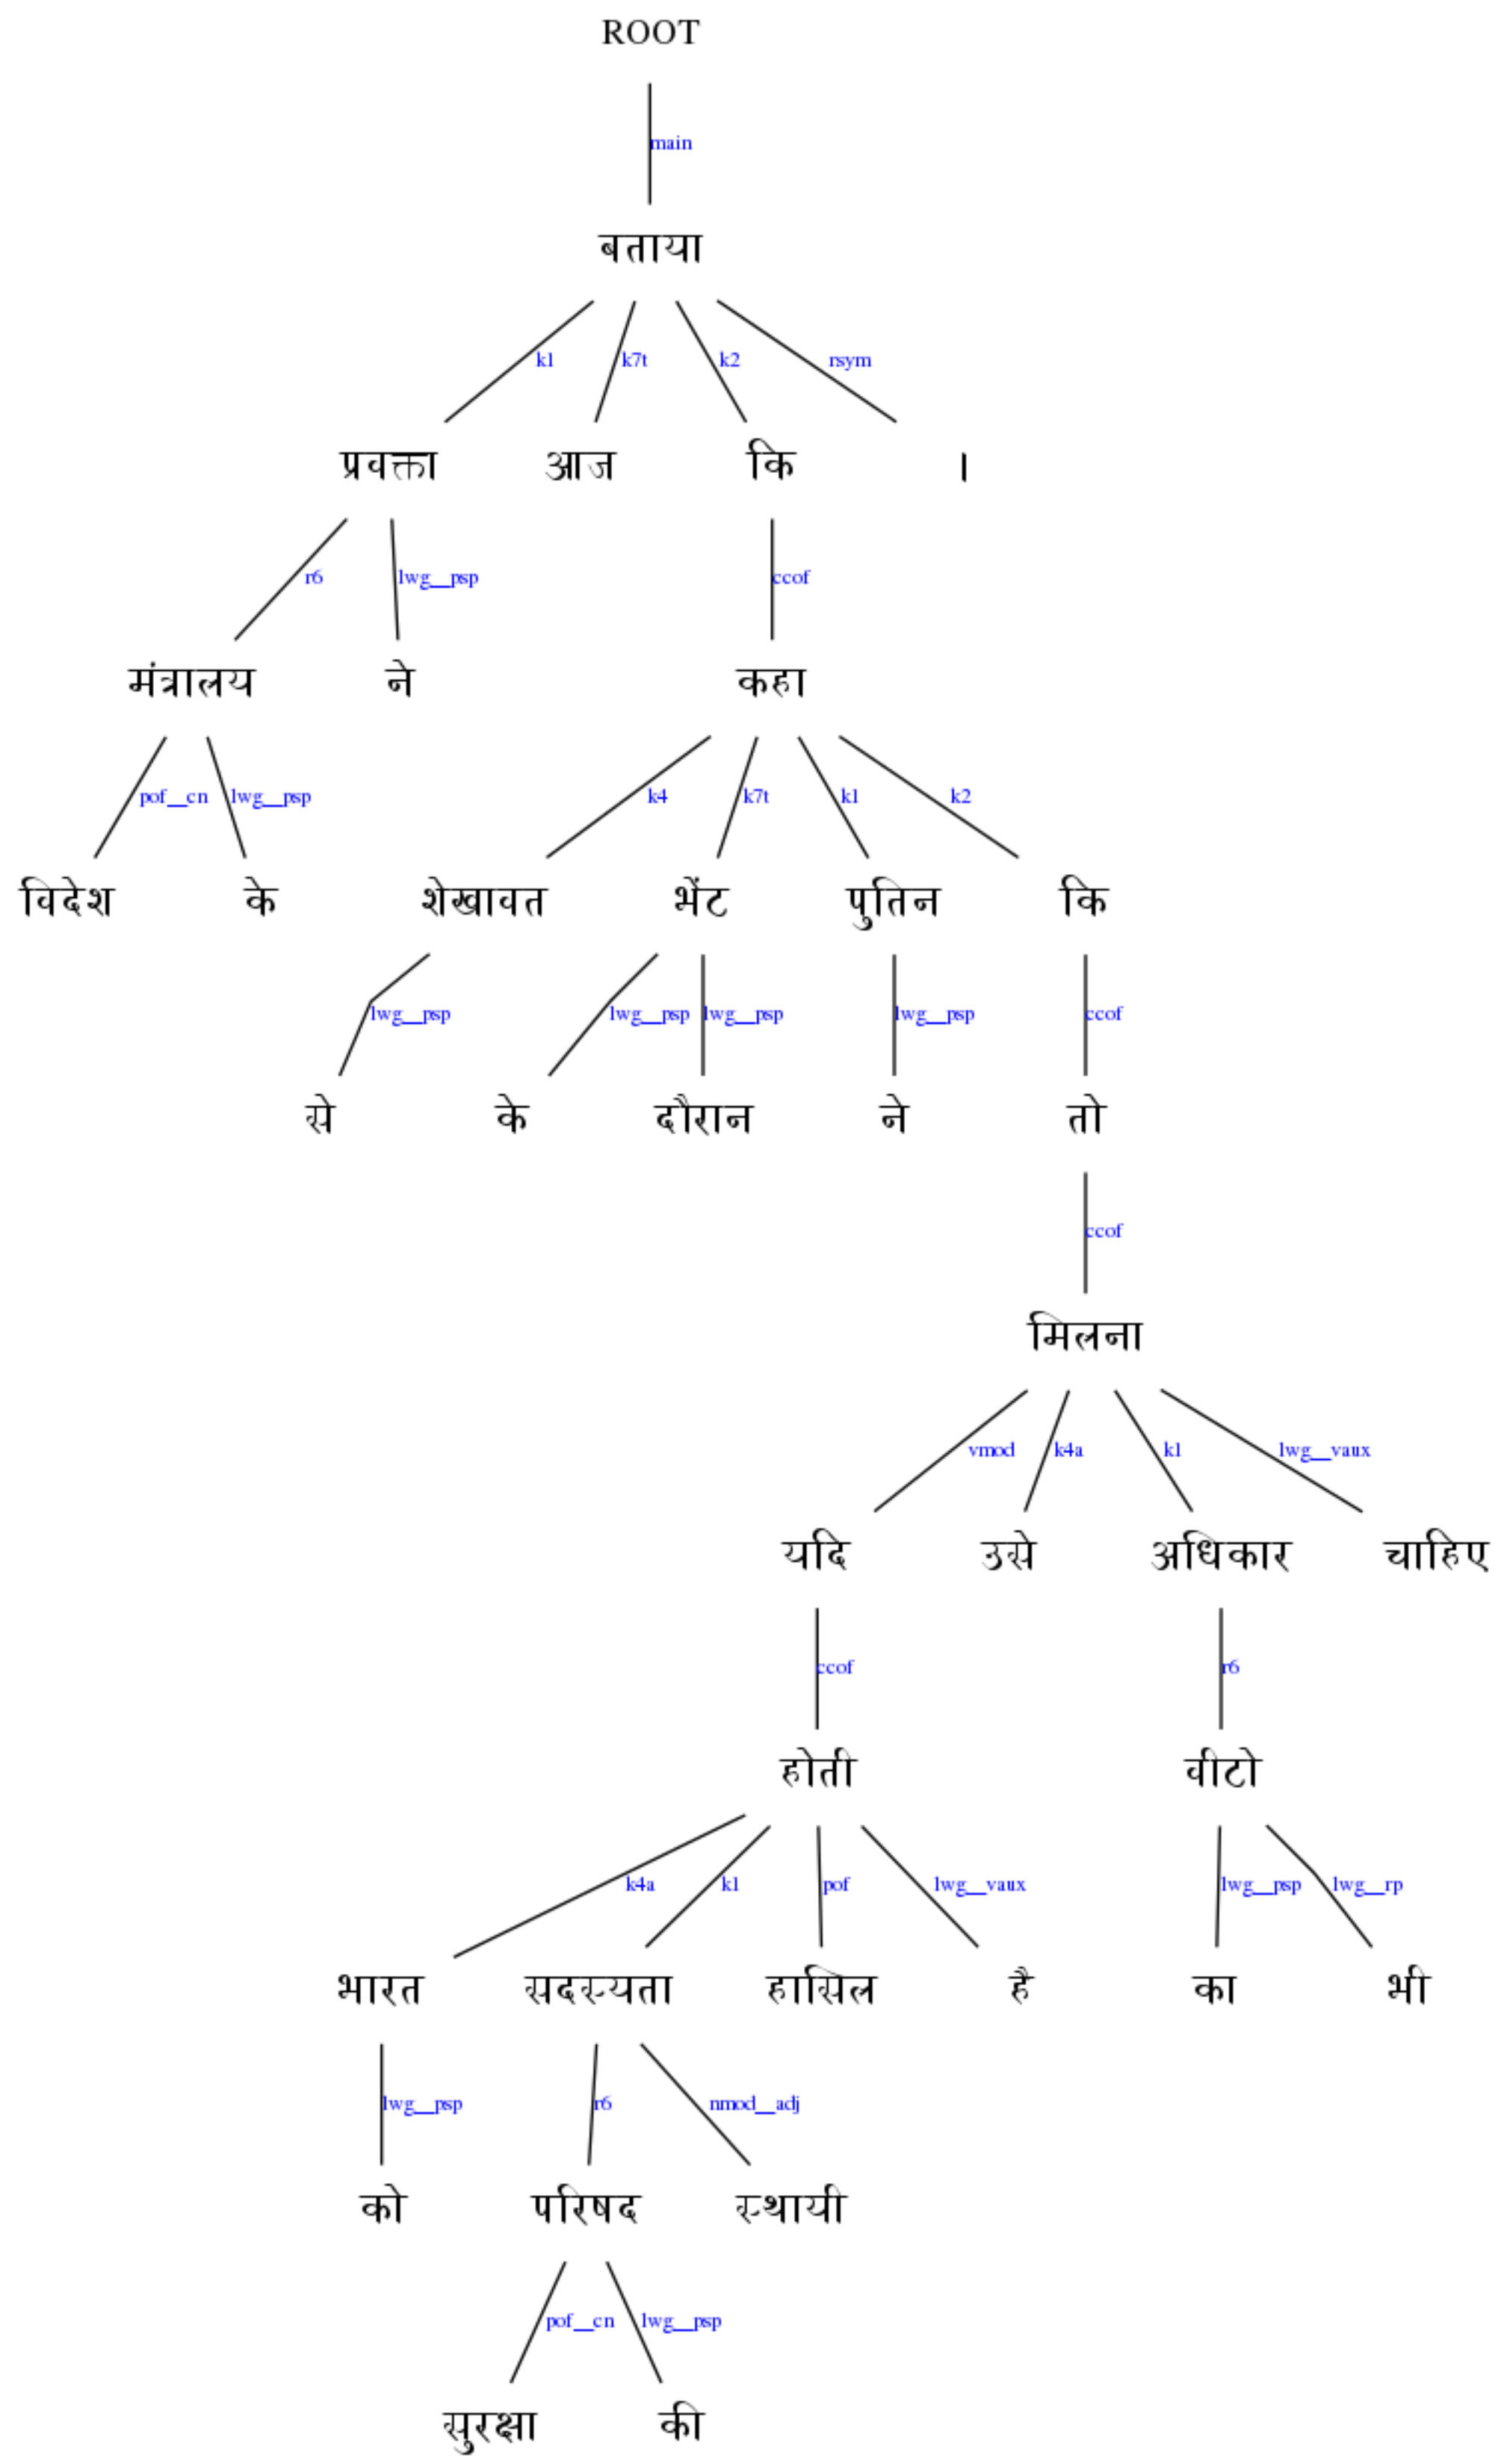 ROOT
main
बताया
k1 k7t k2 rsym
प्रवक्ता आज कि ।
r6 lwg__psp ccof
मंत्रालय ने कहा
pof__cn lwg__psp k4 k7t k1 k2
विदेश के शेखावत भेंट पुतिन कि
lwg__psp lwg__psp lwg__psp lwg__psp ccof
से के दौरान ने तो
ccof
मिलना
vmod k4a k1 lwg__vaux
यदि उसे अधिकार चाहिए
ccof r6
होती वीटो
k4a k1 pof lwg__vaux lwg__psp lwg__rp
भारत सदस्यता हासिल है का भी
lwg__psp r6 nmod__adj
को परिषद स्थायी
pof__cn lwg__psp
सुरक्षा की